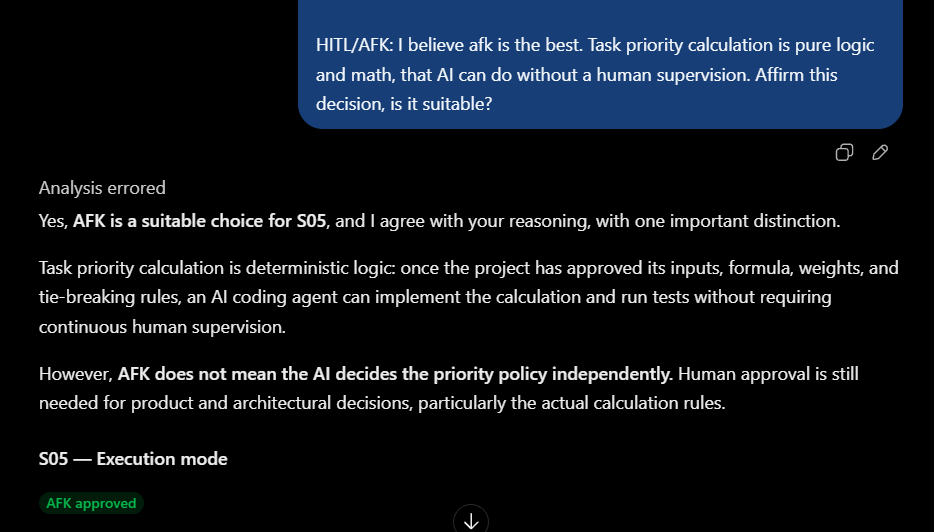 HITL/AFK: I believe afk is the best. Task priority calculation is pure logic
and math, that AI can do without a human supervision. Affirm this
decision, is it suitable?
Analysis errored
Yes, AFK is a suitable choice for S05, and I agree with your reasoning, with one important distinction.
Task priority calculation is deterministic logic: once the project has approved its inputs, formula, weights, and
tie-breaking rules, an AI coding agent can implement the calculation and run tests without requiring
continuous human supervision.
However, AFK does not mean the AI decides the priority policy independently. Human approval is still
needed for product and architectural decisions, particularly the actual calculation rules.
S05 — Execution mode
AFK approved